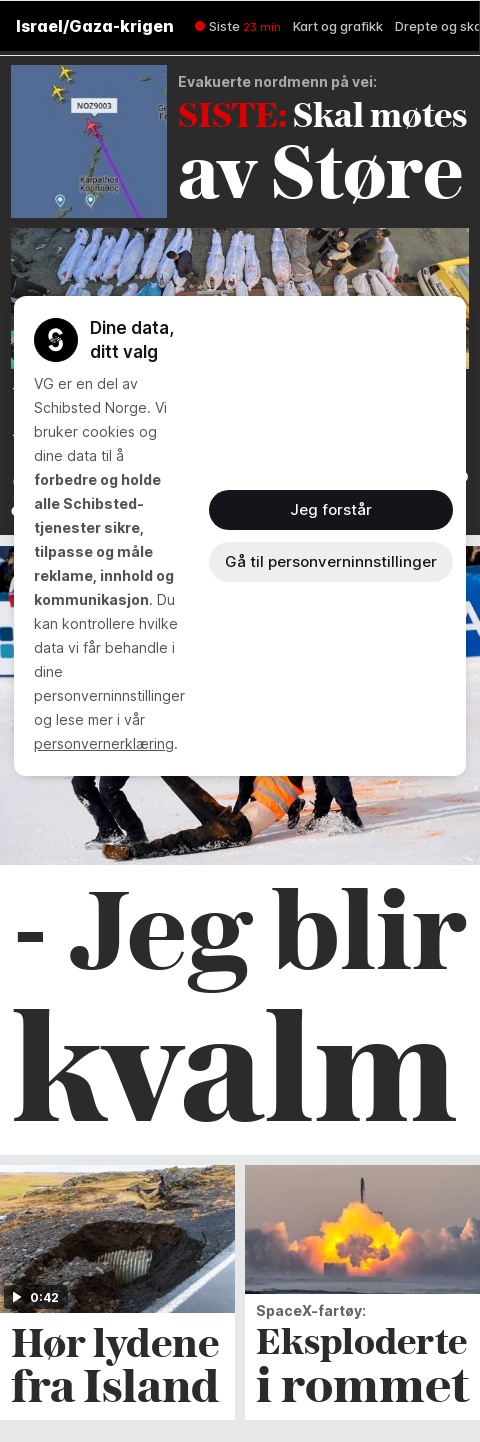 Israel/Gaza-krigen
Siste 23 min
Kart og grafikk
Drepte og
NOZ9003
Karpathos
Κάρπαθος
Evakuerte nordmenn på vei:
SISTE: Skal møtes
av Støre
Dine data,
ditt valg
VG er en del av
Schibsted Norge. Vi
bruker cookies og
dine data til å
forbedre og holde
alle Schibsted-
tjenester sikre,
tilpasse og måle
reklame, innhold og
kommunikasjon. Du
kan kontrollere hvilke
data vi får behandle i
dine
personverninnstillinger
og lese mer i vår
personvernerklæring.
Jeg forstår
Gå til personverninnstillinger
- Jeg blir
kvalm
0:42
Hør lydene
fra Island
SpaceX-fartøy:
Eksploderte
i rommet